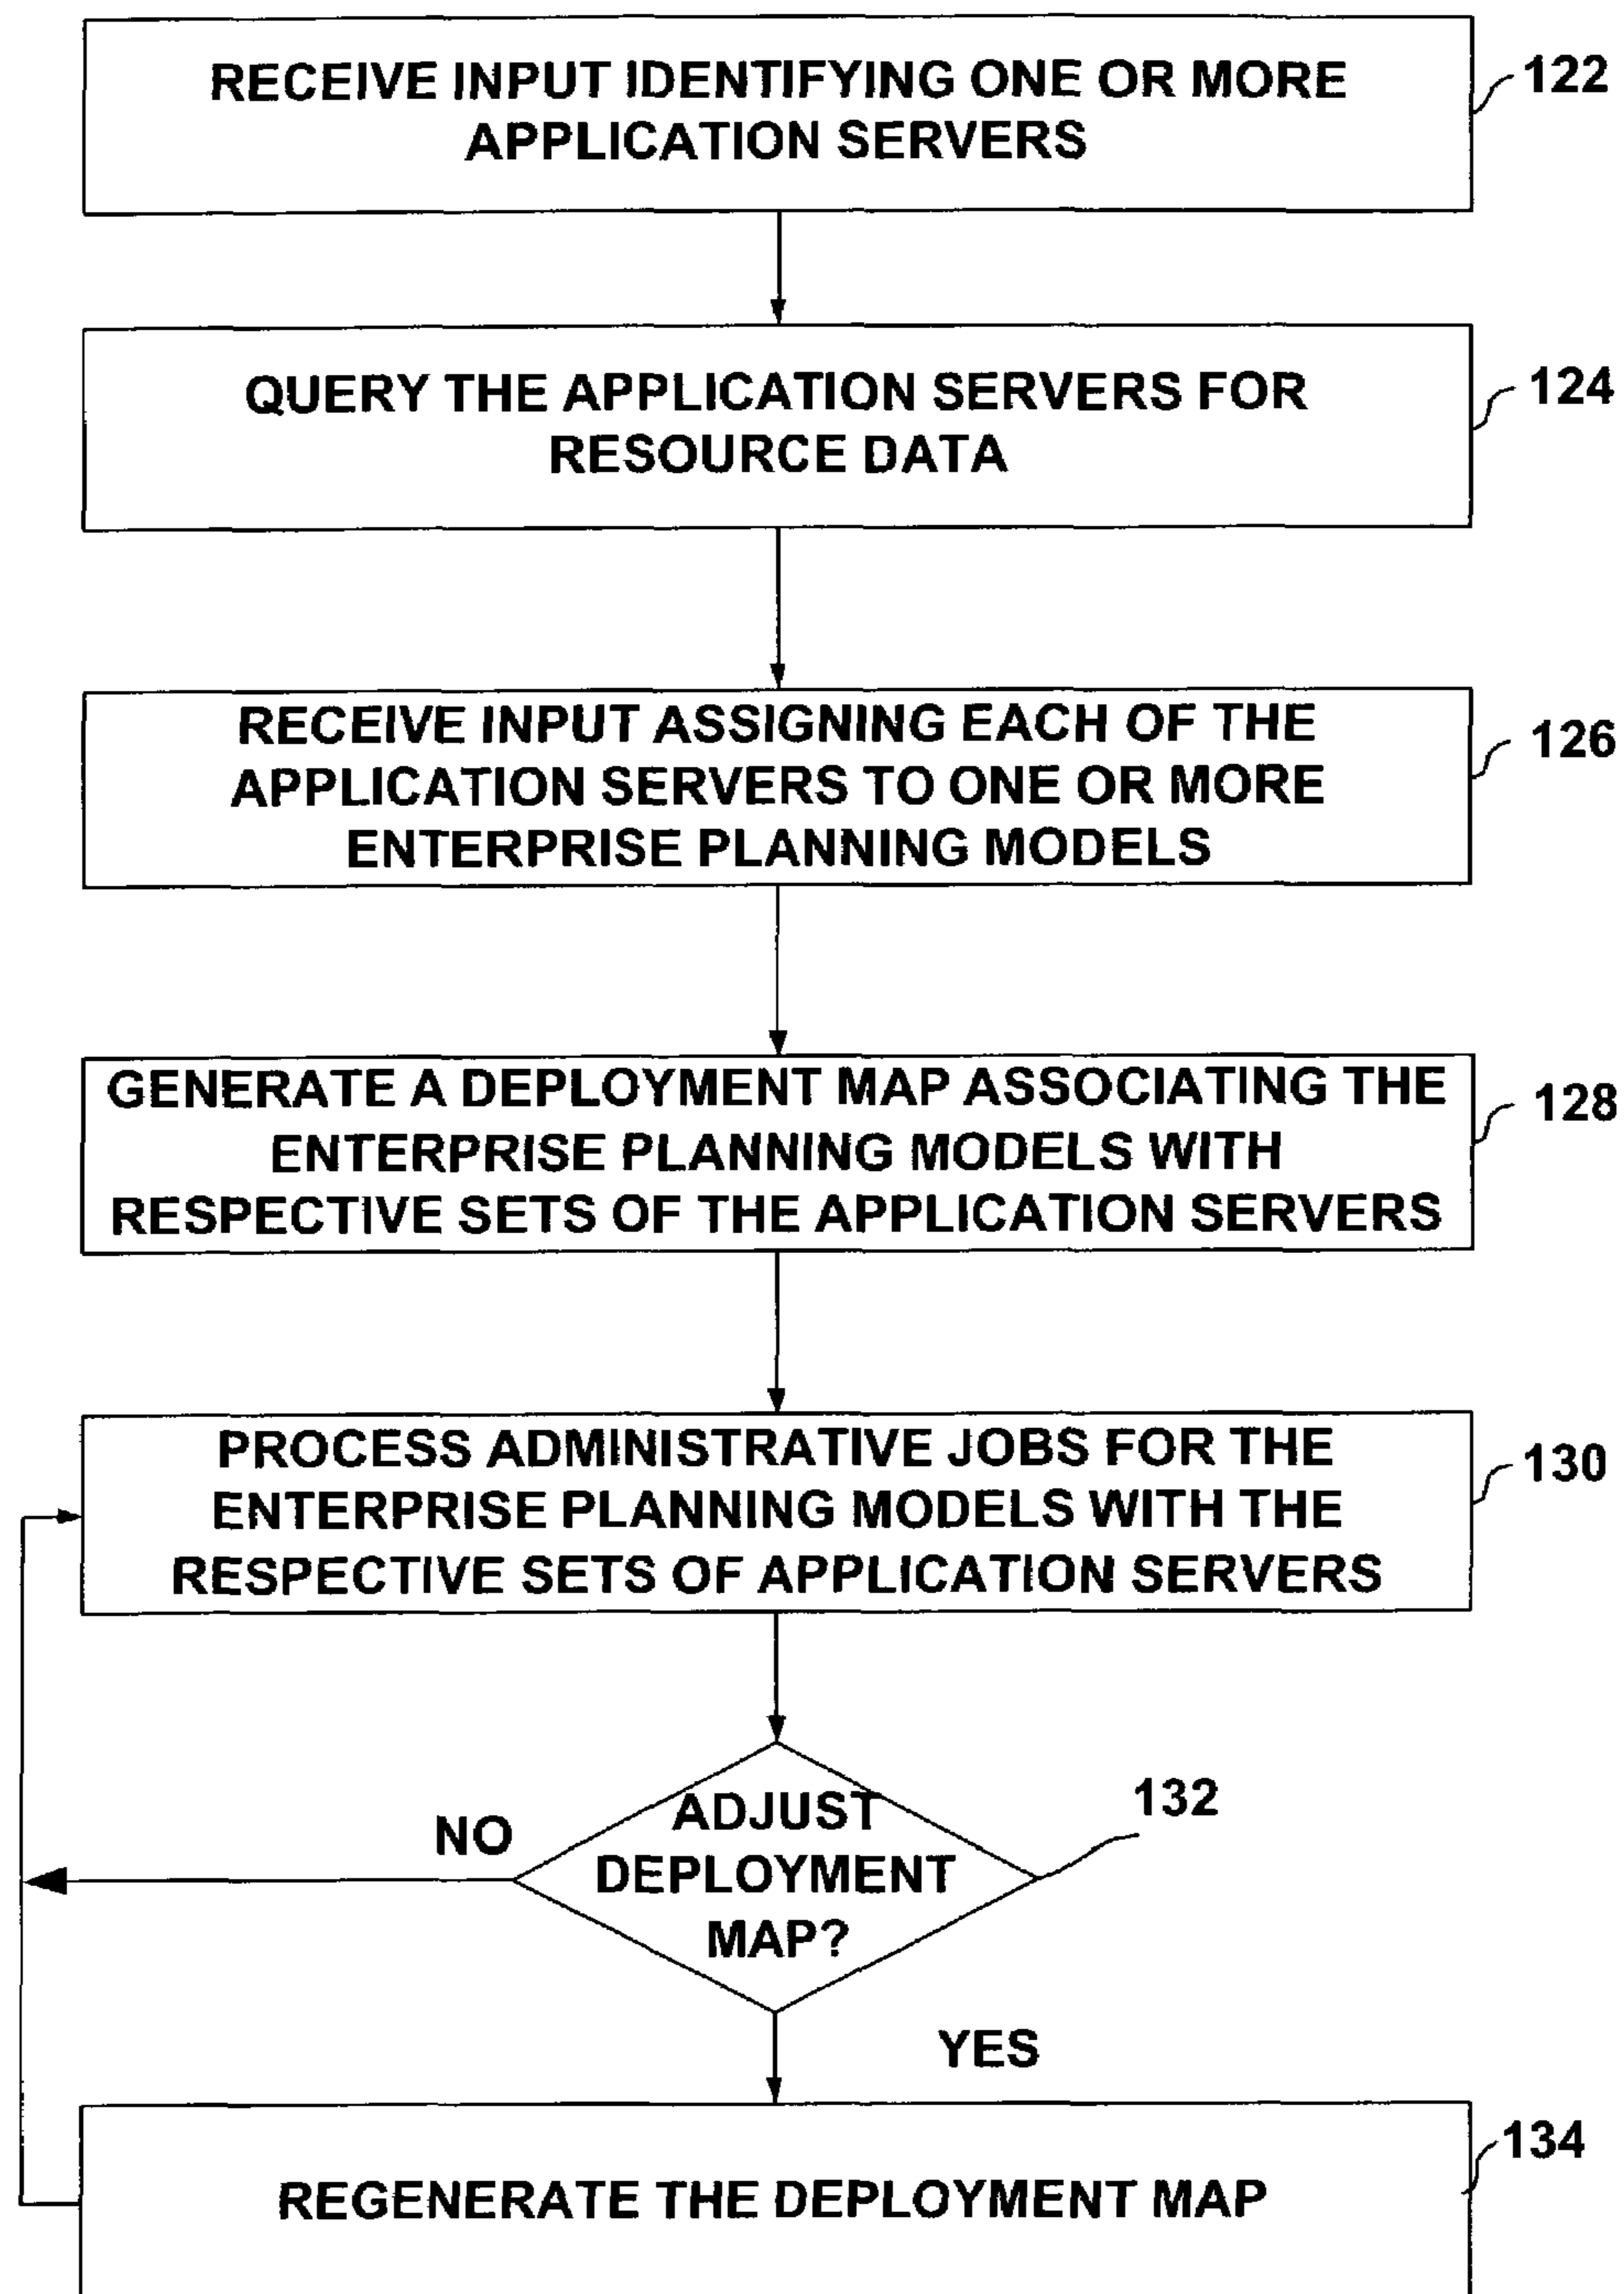 RECEIVE INPUT IDENTIFYING ONE OR MORE
APPLICATION SERVERS
122
QUERY THE APPLICATION SERVERS FOR
RESOURCE DATA
124
RECEIVE INPUT ASSIGNING EACH OF THE
APPLICATION SERVERS TO ONE OR MORE
ENTERPRISE PLANNING MODELS
126
GENERATE A DEPLOYMENT MAP ASSOCIATING THE
ENTERPRISE PLANNING MODELS WITH
RESPECTIVE SETS OF THE APPLICATION SERVERS
128
PROCESS ADMINISTRATIVE JOBS FOR THE
ENTERPRISE PLANNING MODELS WITH THE
RESPECTIVE SETS OF APPLICATION SERVERS
130
ADJUST
DEPLOYMENT
MAP?
132
NO
YES
REGENERATE THE DEPLOYMENT MAP
134